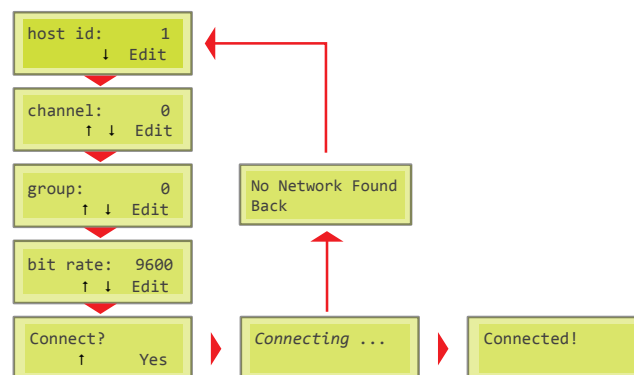 host id: 1
↓ Edit
channel: 0
↑ ↓ Edit
group: 0
↑ ↓ Edit
No Network Found
Back
bit rate: 9600
↑ ↓ Edit
Connect?
↑ Yes
Connecting ...
Connected!